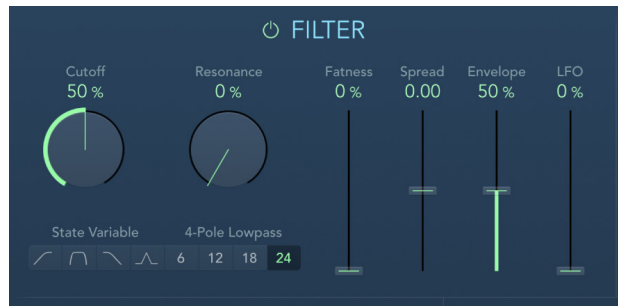 FILTER
Cutoff Resonance Fatness Spread Envelope LFO
50 % 0 % 0 % 0.00 50 % 0 %
State Variable 4-Pole Lowpass
6 12 18 24